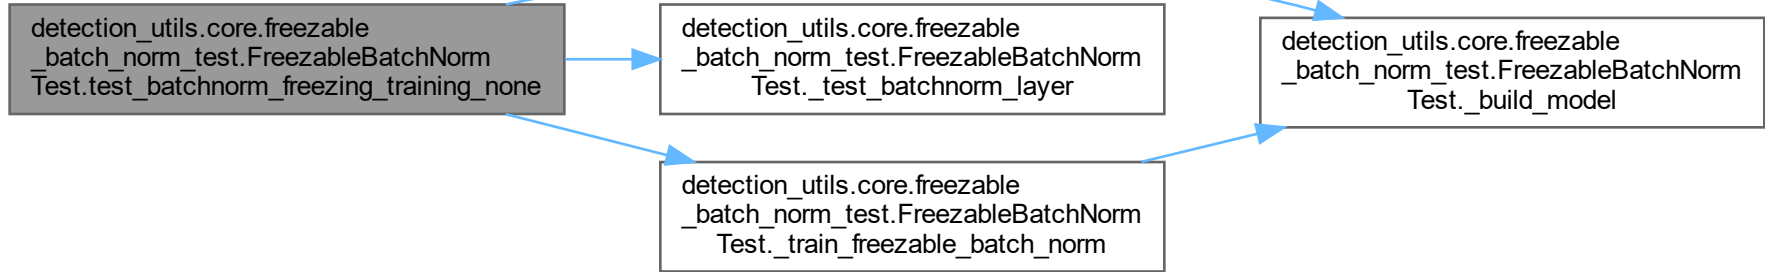 detection_utils.core.freezable
_batch_norm_test.FreezableBatchNorm
Test.test_batchnorm_freezing_training_none
detection_utils.core.freezable
_batch_norm_test.FreezableBatchNorm
Test._test_batchnorm_layer
detection_utils.core.freezable
_batch_norm_test.FreezableBatchNorm
Test._build_model
detection_utils.core.freezable
_batch_norm_test.FreezableBatchNorm
Test._train_freezable_batch_norm